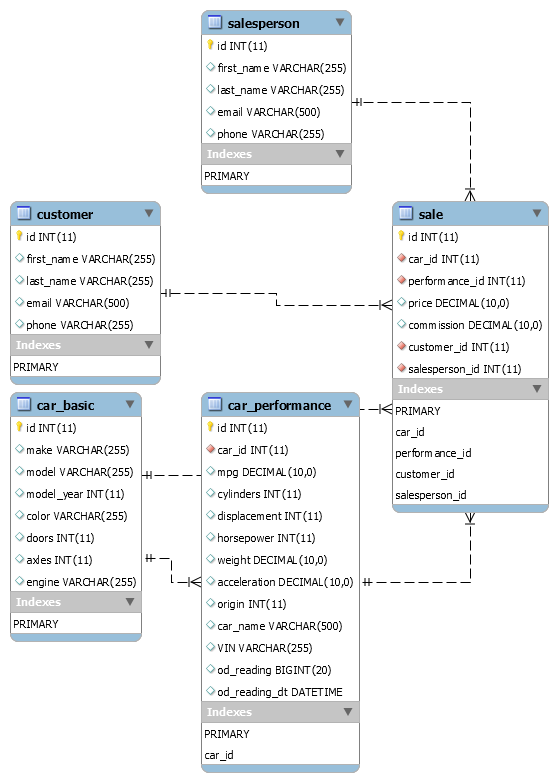 salesperson
id INT(11)
first_name VARCHAR(255)
last_name VARCHAR(255)
email VARCHAR(500)
phone VARCHAR(255)
Indexes
PRIMARY
customer
id INT(11)
first_name VARCHAR(255)
last_name VARCHAR(255)
email VARCHAR(500)
phone VARCHAR(255)
Indexes
PRIMARY
sale
id INT(11)
car_id INT(11)
performance_id INT(11)
price DECIMAL(10,0)
commission DECIMAL(10,0)
customer_id INT(11)
salesperson_id INT(11)
Indexes
PRIMARY
car_id
performance_id
customer_id
salesperson_id
car_basic
id INT(11)
make VARCHAR(255)
model VARCHAR(255)
model_year INT(11)
color VARCHAR(255)
doors INT(11)
axles INT(11)
engine VARCHAR(255)
Indexes
PRIMARY
car_performance
id INT(11)
car_id INT(11)
mpg DECIMAL(10,0)
cylinders INT(11)
displacement INT(11)
horsepower INT(11)
weight DECIMAL(10,0)
acceleration DECIMAL(10,0)
origin INT(11)
car_name VARCHAR(500)
VIN VARCHAR(255)
od_reading BIGINT(20)
od_reading_dt DATETIME
Indexes
PRIMARY
car_id